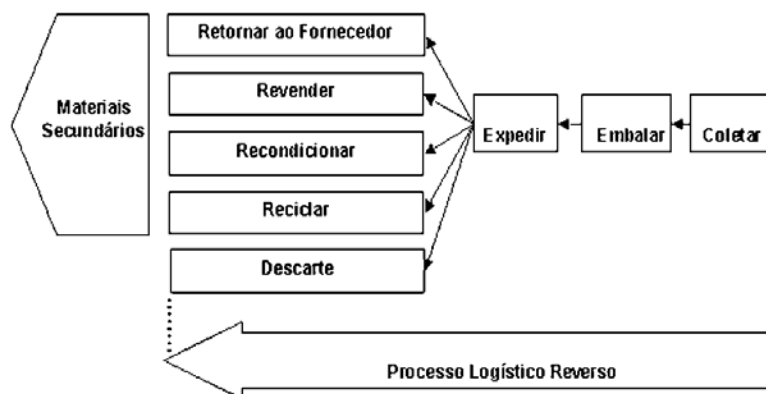 Retornar ao Fornecedor
Revender
Materiais
Secundários
Recondicionar
Expedir
Embalar
Coletar
Reciclar
Descarte
Processo Logístico Reverso